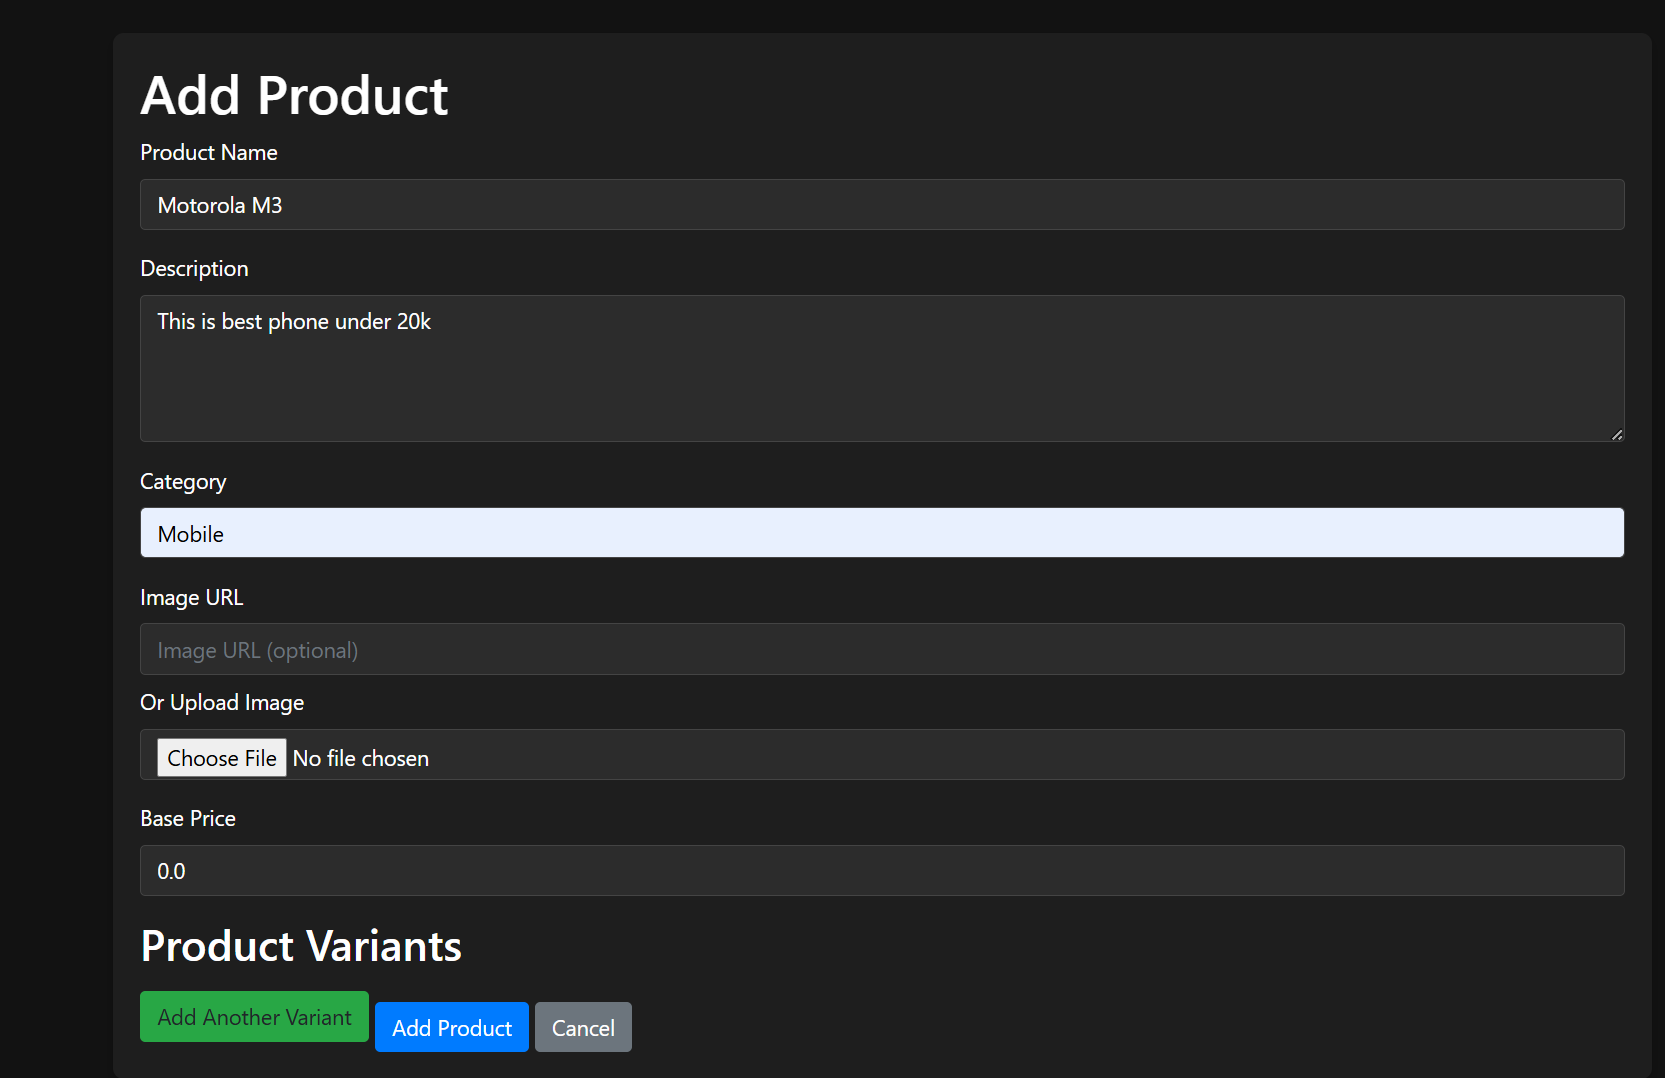 Add Product
Product Name
Motorola M3
Description
This is best phone under 20k
Category
Mobile
Image URL
Image URL (optional)
Or Upload Image
Choose File No file chosen
Base Price
0.0
Product Variants
Add Another Variant Add Product Cancel